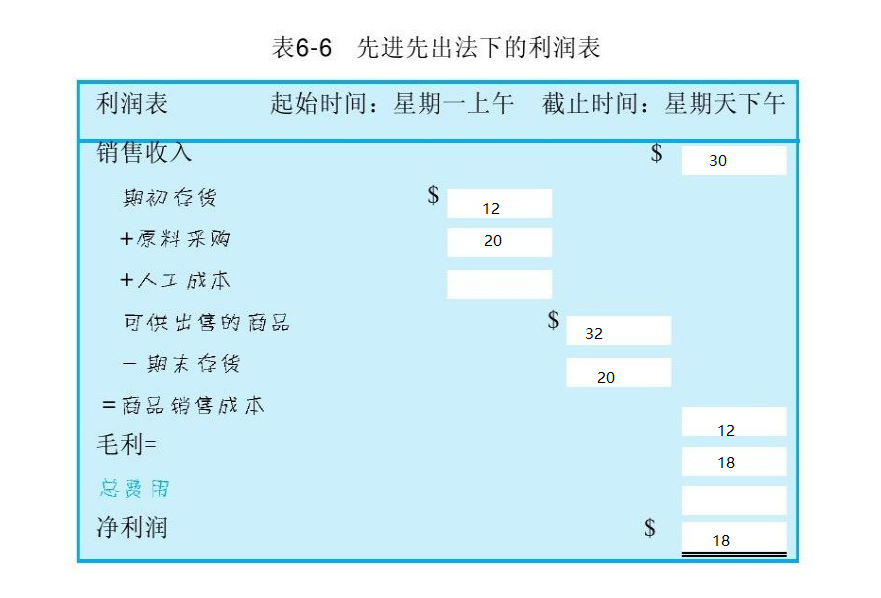 表6-6 先进先出法下的利润表
利润表 起始时间：星期一上午 截止时间：星期天下午
销售收入 $ 30
期初存货 $ 12
+原料采购 20
+人工成本
可供出售的商品 $ 32
－期末存货 20
=商品销售成本 12
毛利= 18
总费用
净利润 $ 18